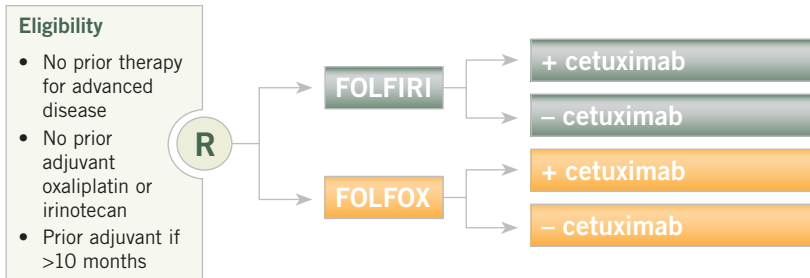 Eligibility
• No prior therapy
for advanced
disease
• No prior
adjuvant
oxaliplatin or
irinotecan
• Prior adjuvant if
>10 months
R
FOLFIRI
+ cetuximab
– cetuximab
FOLFOX
+ cetuximab
– cetuximab